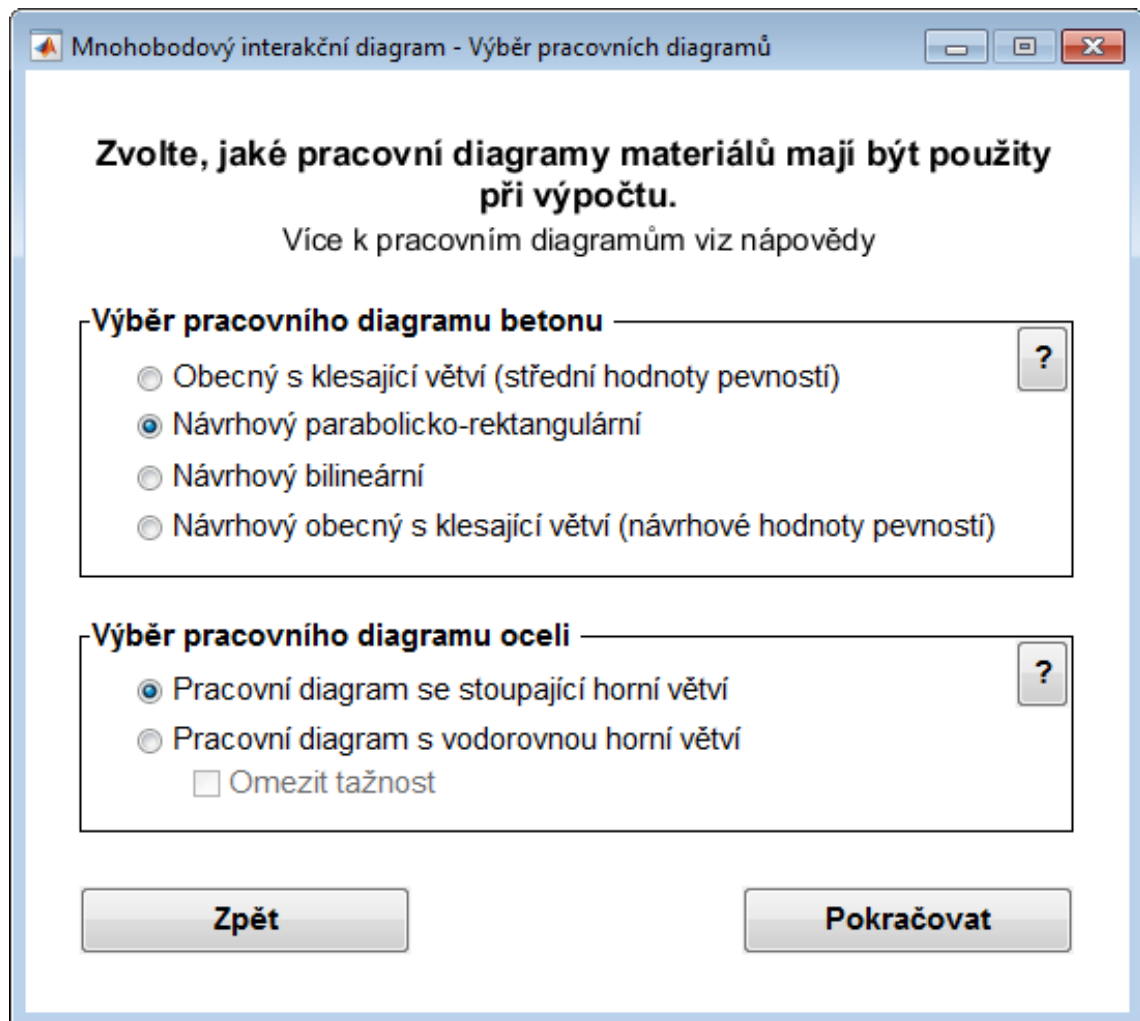 Mnohobodový interakční diagram - Výběr pracovních diagramů
Zvolte, jaké pracovní diagramy materiálů mají být použity
při výpočtu.
Více k pracovním diagramům viz nápovědy
Výběr pracovního diagramu betonu
?
Obecný s klesající větví (střední hodnoty pevností)
Návrhový parabolicko-rektangulární
Návrhový bilineární
Návrhový obecný s klesající větví (návrhové hodnoty pevností)
Výběr pracovního diagramu oceli
?
Pracovní diagram se stoupající horní větví
Pracovní diagram s vodorovnou horní větví
Omezit tažnost
Zpět
Pokračovat